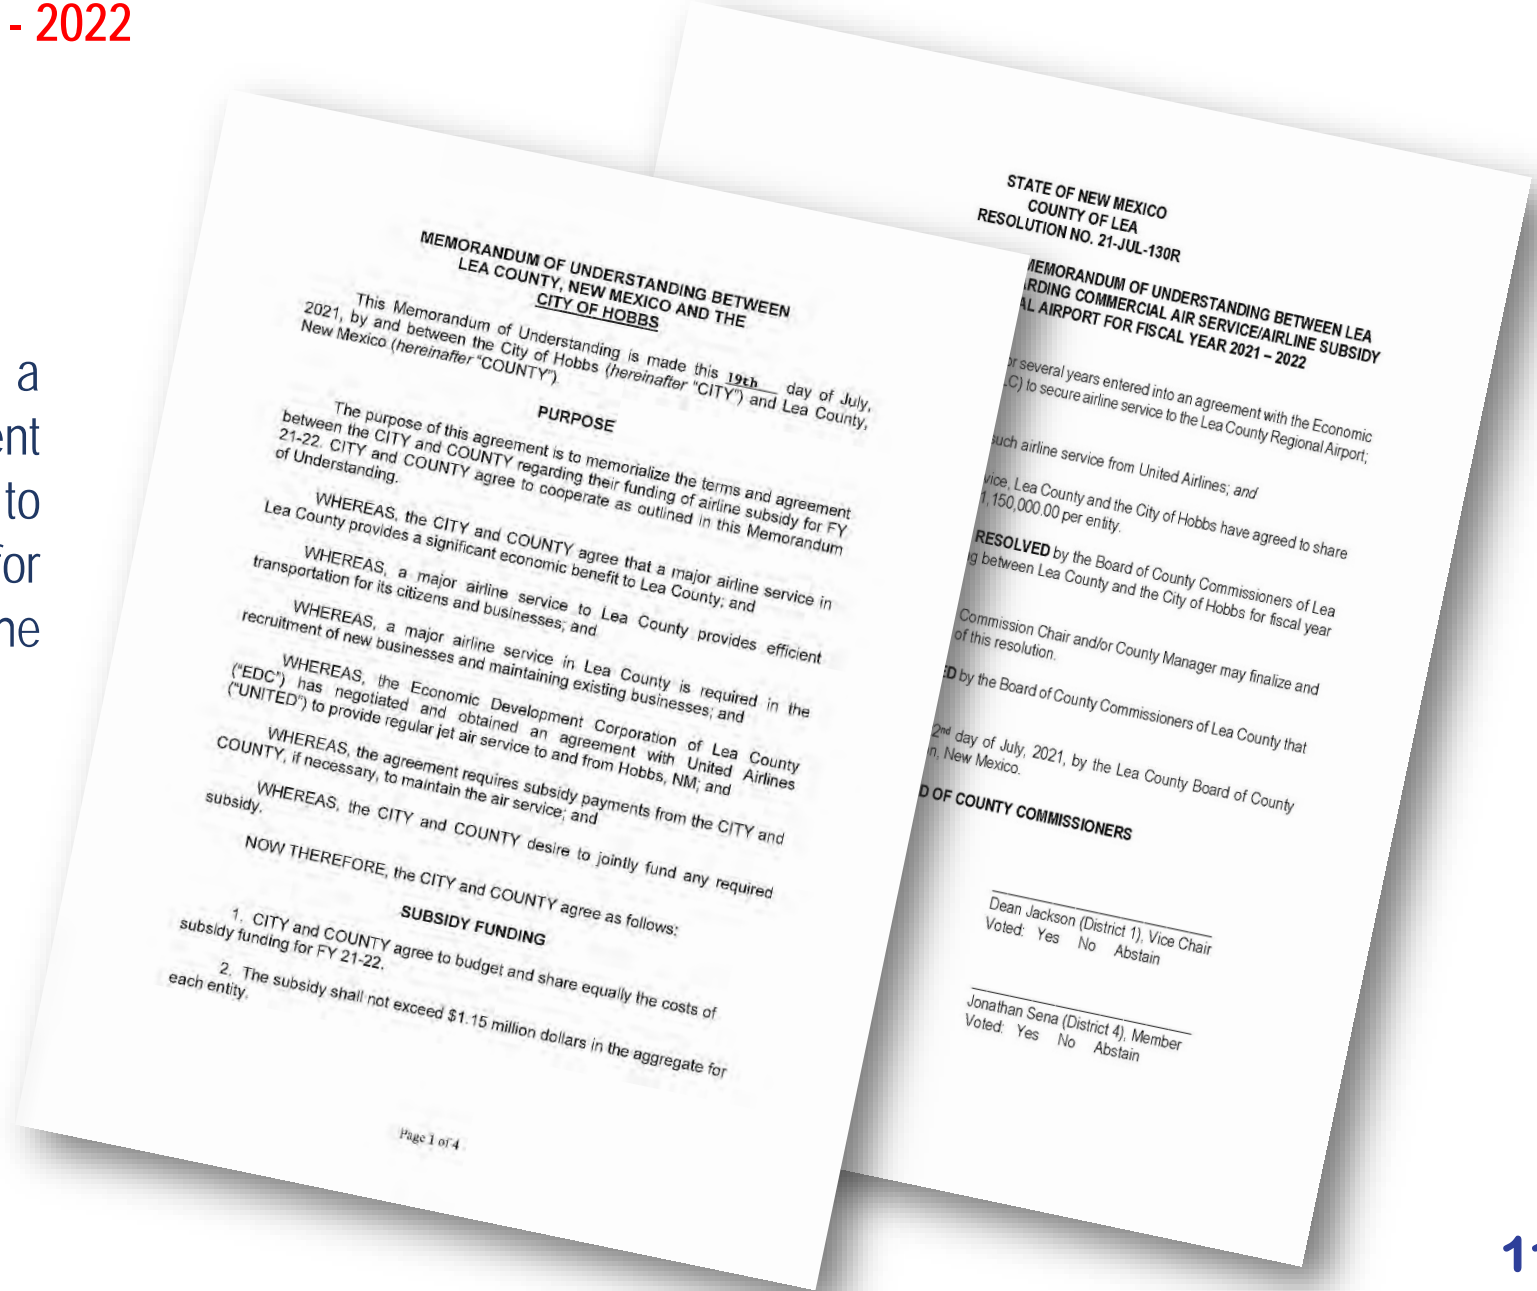 - 2022
a
ent
to
for
ne
MEMORANDUM OF UNDERSTANDING BETWEEN
LEA COUNTY, NEW MEXICO AND THE
CITY OF HOBBS
This Memorandum of Understanding is made this 19th day of July,
2021, by and between the City of Hobbs (hereinafter “CITY”) and Lea County,
New Mexico (hereinafter “COUNTY”)
PURPOSE
The purpose of this agreement is to memorialize the terms and agreement
between the CITY and COUNTY regarding their funding of airline subsidy for FY
21-22. CITY and COUNTY agree to cooperate as outlined in this Memorandum
of Understanding.
WHEREAS, the CITY and COUNTY agree that a major airline service in
Lea County provides a significant economic benefit to Lea County; and
WHEREAS, a major airline service to Lea County provides efficient
transportation for its citizens and businesses; and
WHEREAS, a major airline service in Lea County is required in the
recruitment of new businesses and maintaining existing businesses; and
WHEREAS, the Economic Development Corporation of Lea County
(“EDC”) has negotiated and obtained an agreement with United Airlines
(“UNITED”) to provide regular jet air service to and from Hobbs, NM; and
WHEREAS, the agreement requires subsidy payments from the CITY and
COUNTY, if necessary, to maintain the air service; and
WHEREAS, the CITY and COUNTY desire to jointly fund any required
subsidy.
NOW THEREFORE, the CITY and COUNTY agree as follows:
SUBSIDY FUNDING
1. CITY and COUNTY agree to budget and share equally the costs of
subsidy funding for FY 21-22.
2. The subsidy shall not exceed $1.15 million dollars in the aggregate for
each entity.
Page 1 of 4
STATE OF NEW MEXICO
COUNTY OF LEA
RESOLUTION NO. 21-JUL-130R
MEMORANDUM OF UNDERSTANDING BETWEEN LEA
RDING COMMERCIAL AIR SERVICE/AIRLINE SUBSIDY
AL AIRPORT FOR FISCAL YEAR 2021 – 2022
or several years entered into an agreement with the Economic
LC) to secure airline service to the Lea County Regional Airport;
such airline service from United Airlines; and
vice, Lea County and the City of Hobbs have agreed to share
1,150,000.00 per entity.
RESOLVED by the Board of County Commissioners of Lea
g between Lea County and the City of Hobbs for fiscal year
Commission Chair and/or County Manager may finalize and
of this resolution.
ED by the Board of County Commissioners of Lea County that
2nd day of July, 2021, by the Lea County Board of County
n, New Mexico.
D OF COUNTY COMMISSIONERS
Dean Jackson (District 1), Vice Chair
Voted: Yes No Abstain
Jonathan Sena (District 4), Member
Voted: Yes No Abstain
11